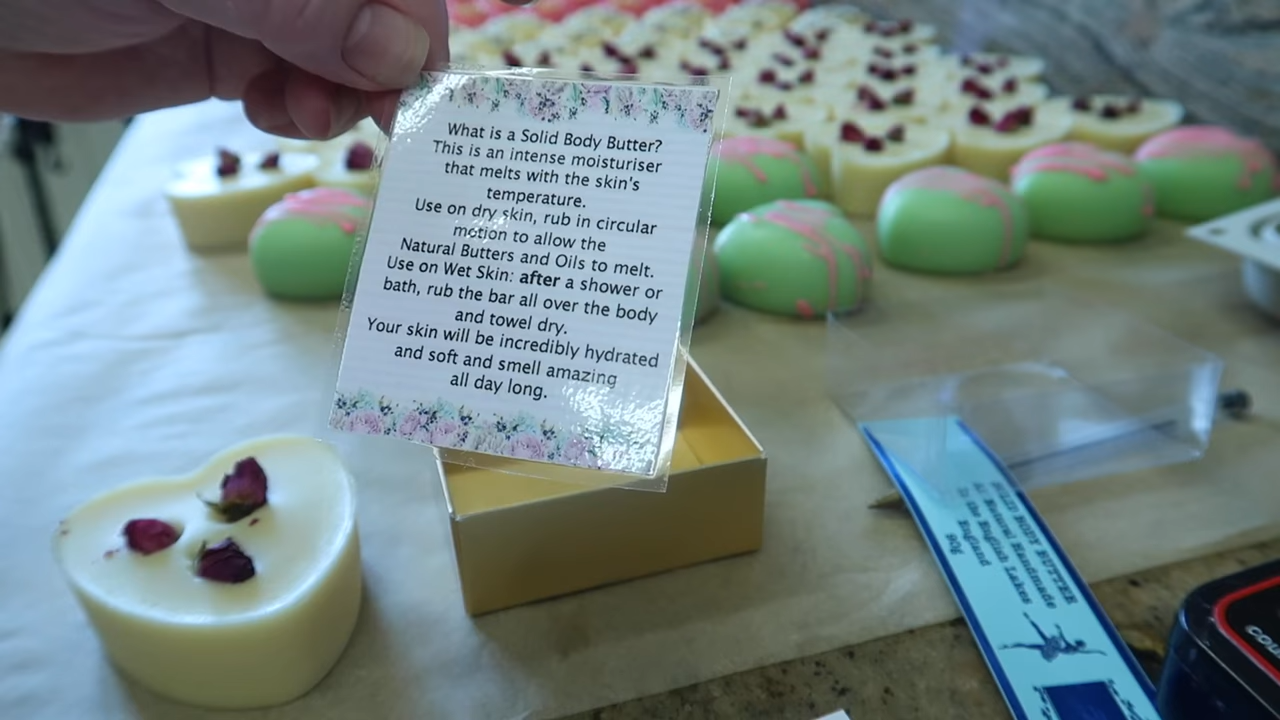 What is a Solid Body Butter?
This is an intense moisturiser
that melts with the skin's
temperature.
Use on dry skin, rub in circular
motion to allow the
Natural Butters and Oils to melt.
Use on Wet Skin: after a shower or
bath, rub the bar all over the body
and towel dry.
Your skin will be incredibly hydrated
and soft and smell amazing
all day long.
SOLID BODY BUTTER
All Natural Handmade
In the English Lakes
England
90g